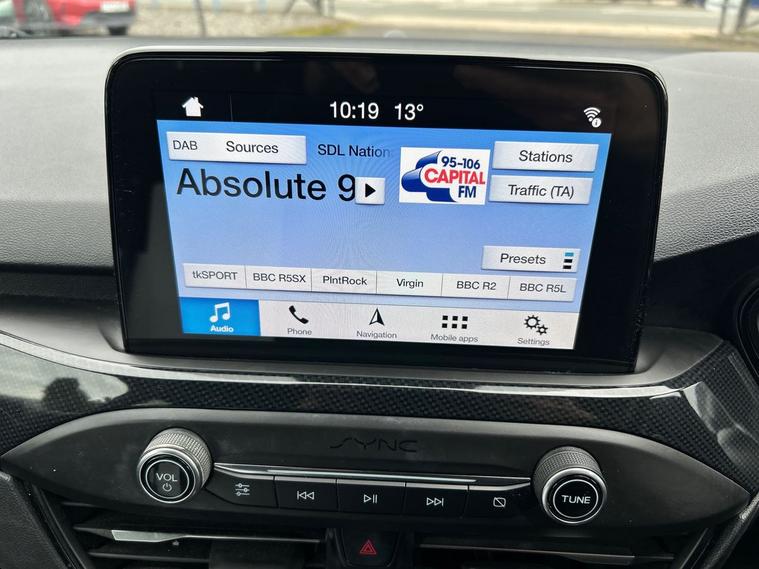 10:19 13°
DAB Sources
SDL Nation
95-106
CAPITAL
FM
Stations
Absolute 9
Traffic (TA)
Presets
tkSPORT BBC R5SX PlntRock Virgin BBC R2 BBC R5L
Audio Phone Navigation Mobile apps Settings
SYNC
VOL
TUNE